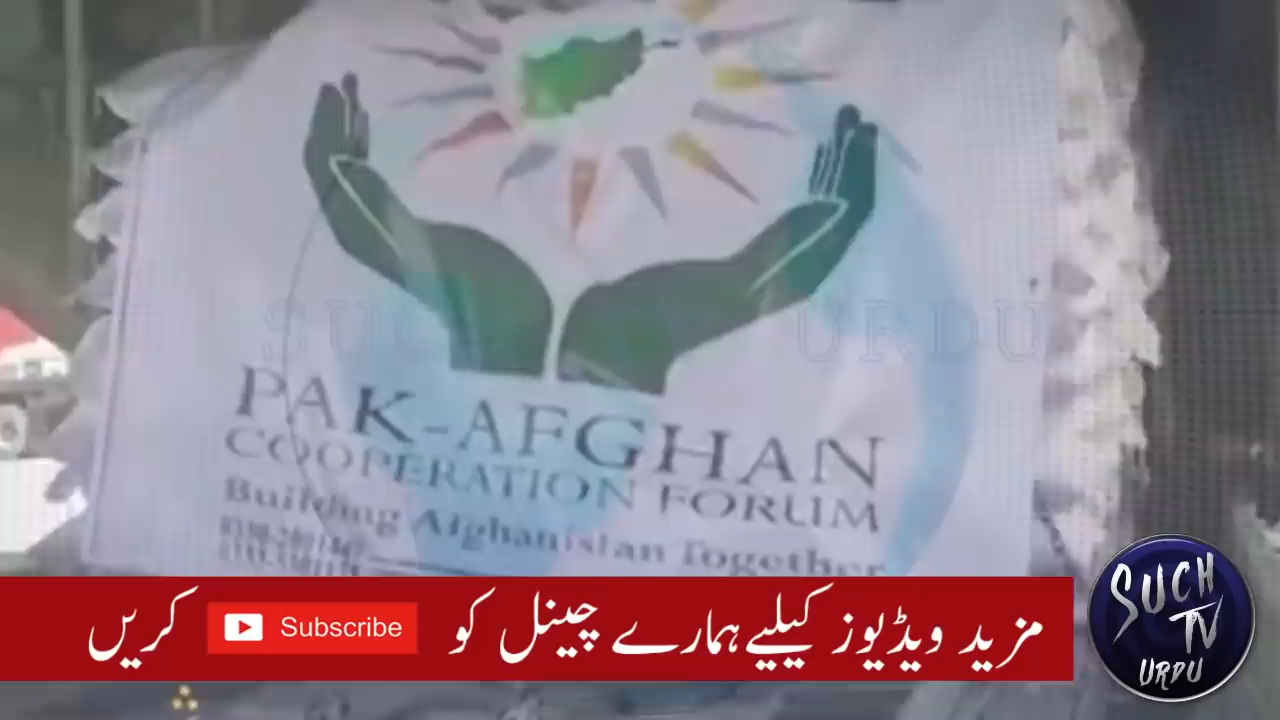 PAK-AFGHAN
COOPERATION FORUM
Building Afghanistan Together
مزید ویڈیوز کیلیے ہمارے چینل کو Subscribe کریں
SUCH
TV
URDU